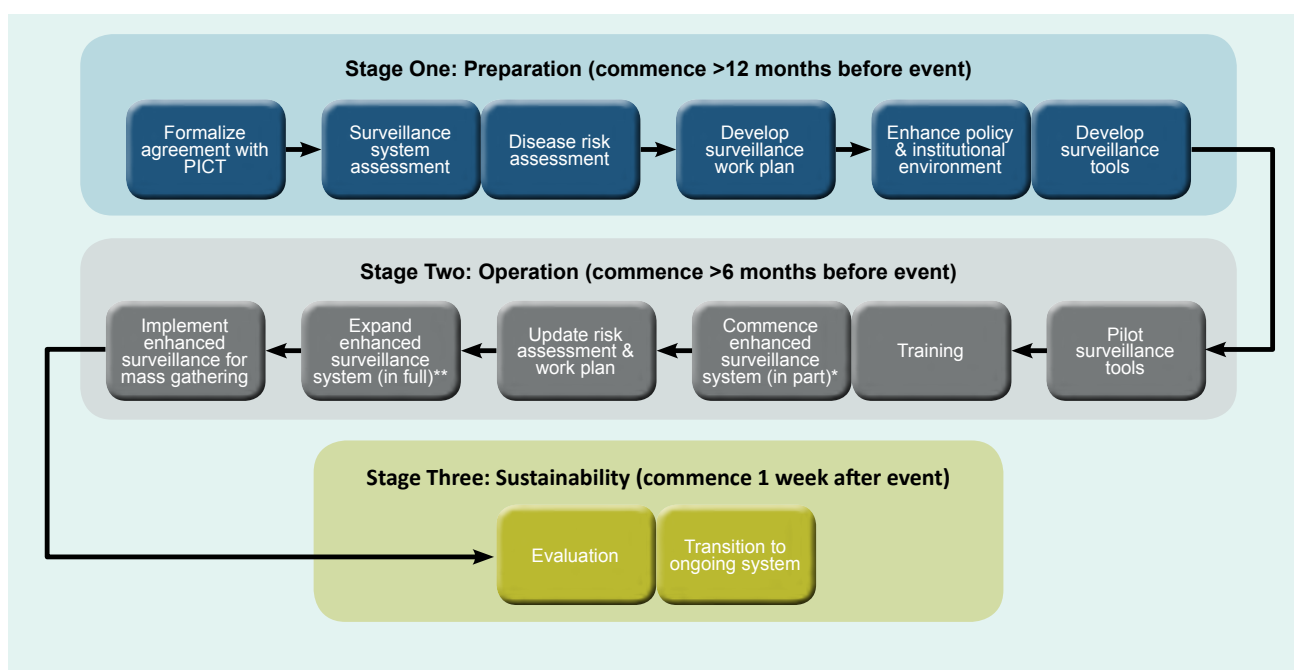 Stage One: Preparation (commence >12 months before event)
Formalize
agreement with
PICT
Surveillance
system
assessment
Disease risk
assessment
Develop
surveillance
work plan
Enhance policy
& institutional
environment
Develop
surveillance
tools
Stage Two: Operation (commence >6 months before event)
Implement
enhanced
surveillance for
mass gathering
Expand
enhanced
surveillance
system (in full)**
Update risk
assessment &
work plan
Commence
enhanced
surveillance
system (in part)*
Training
Pilot
surveillance
tools
Stage Three: Sustainability (commence 1 week after event)
Evaluation
Transition to
ongoing system